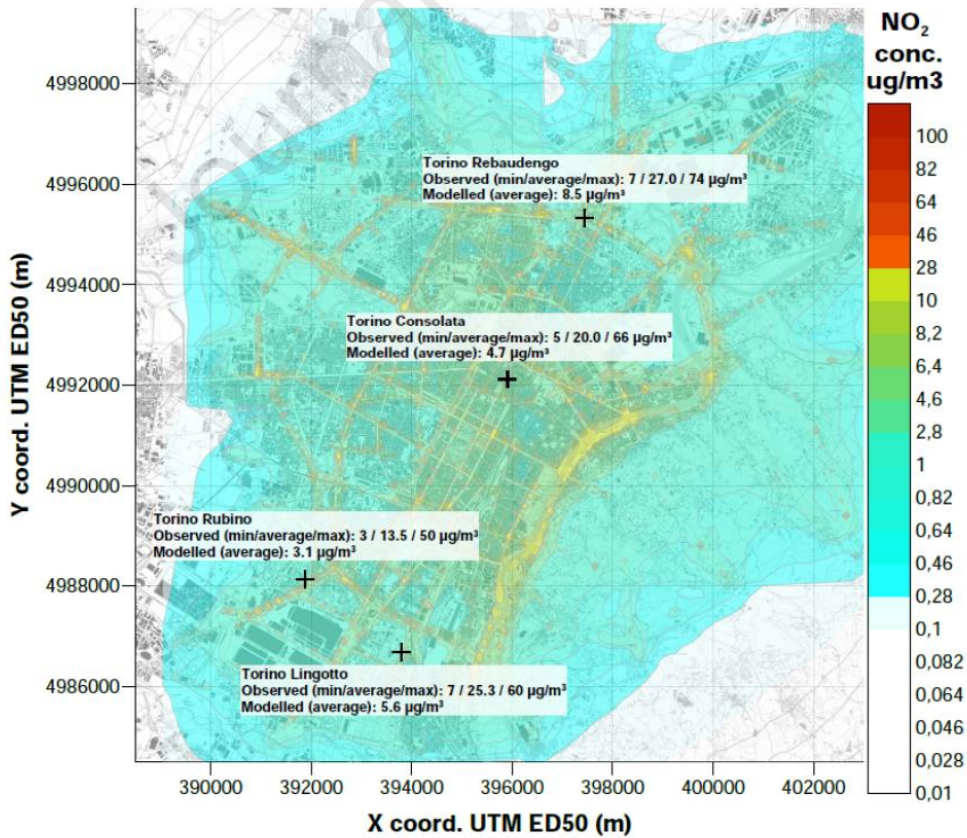 NO₂
conc.
ug/m3
100
82
64
46
28
10
8,2
6,4
4,6
2,8
1
0,82
0,64
0,46
0,28
0,1
0,082
0,064
0,046
0,028
0,01
Y coord. UTM ED50 (m)
4998000
4996000
4994000
4992000
4990000
4988000
4986000
Torino Rebaudengo
Observed (min/average/max): 7 / 27.0 / 74 µg/m³
Modelled (average): 8.5 µg/m³
Torino Consolata
Observed (min/average/max): 5 / 20.0 / 66 µg/m³
Modelled (average): 4.7 µg/m³
Torino Rubino
Observed (min/average/max): 3 / 13.5 / 50 µg/m³
Modelled (average): 3.1 µg/m³
Torino Lingotto
Observed (min/average/max): 7 / 25.3 / 60 µg/m³
Modelled (average): 5.6 µg/m³
390000 392000 394000 396000 398000 400000 402000
X coord. UTM ED50 (m)